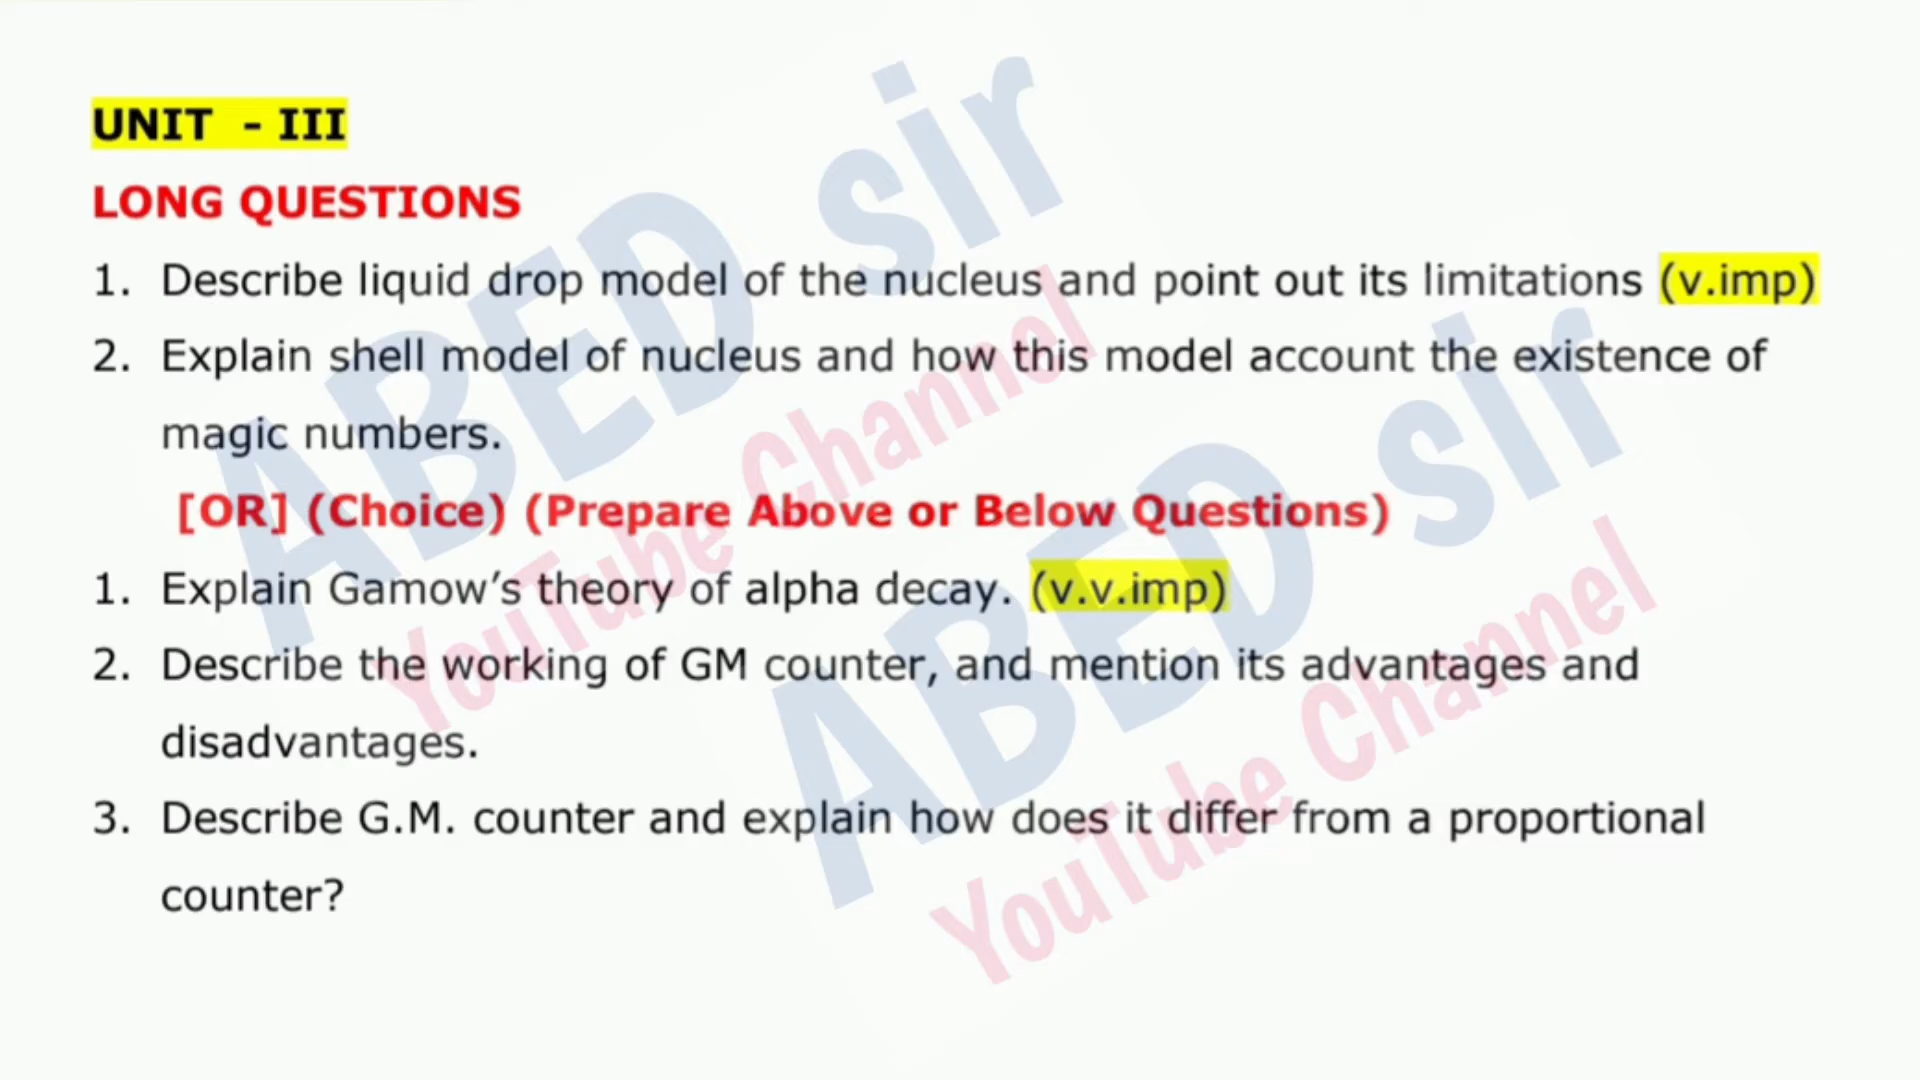 UNIT - III
LONG QUESTIONS
1. Describe liquid drop model of the nucleus and point out its limitations (v.imp)
2. Explain shell model of nucleus and how this model account the existence of
magic numbers.
[OR] (Choice) (Prepare Above or Below Questions)
1. Explain Gamow’s theory of alpha decay. (v.v.imp)
2. Describe the working of GM counter, and mention its advantages and
disadvantages.
3. Describe G.M. counter and explain how does it differ from a proportional
counter?
ABED sir
YouTube Channel
ABED sir
YouTube Channel